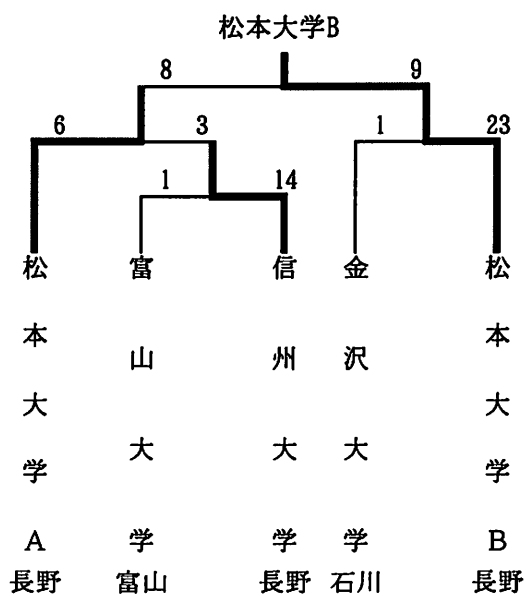 松本大学B
8 9
6 3 1 23
1 14
松本大学A
富山大学
信州大学
金沢大学
松本大学B
長野 富山 長野 石川 長野